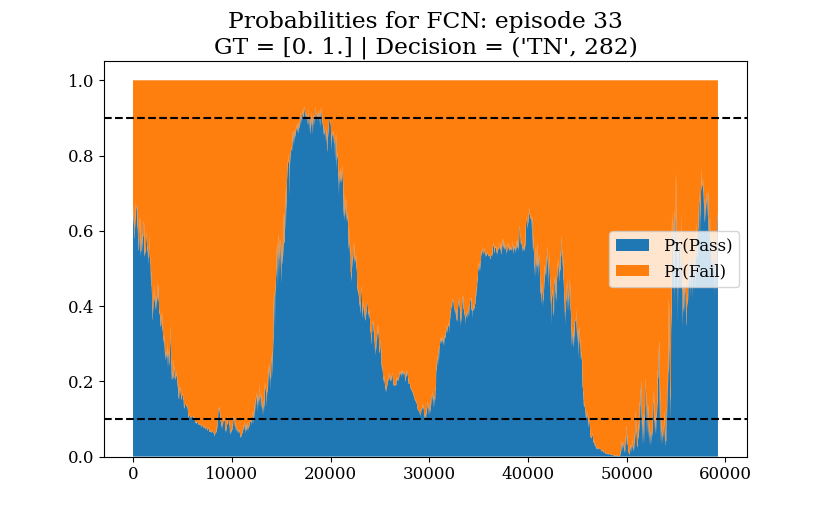 Probabilities for FCN: episode 33
GT = [0. 1.] | Decision = ('TN', 282)
1.0
0.8
0.6
0.4
0.2
0.0
Pr(Pass)
Pr(Fail)
0 10000 20000 30000 40000 50000 60000